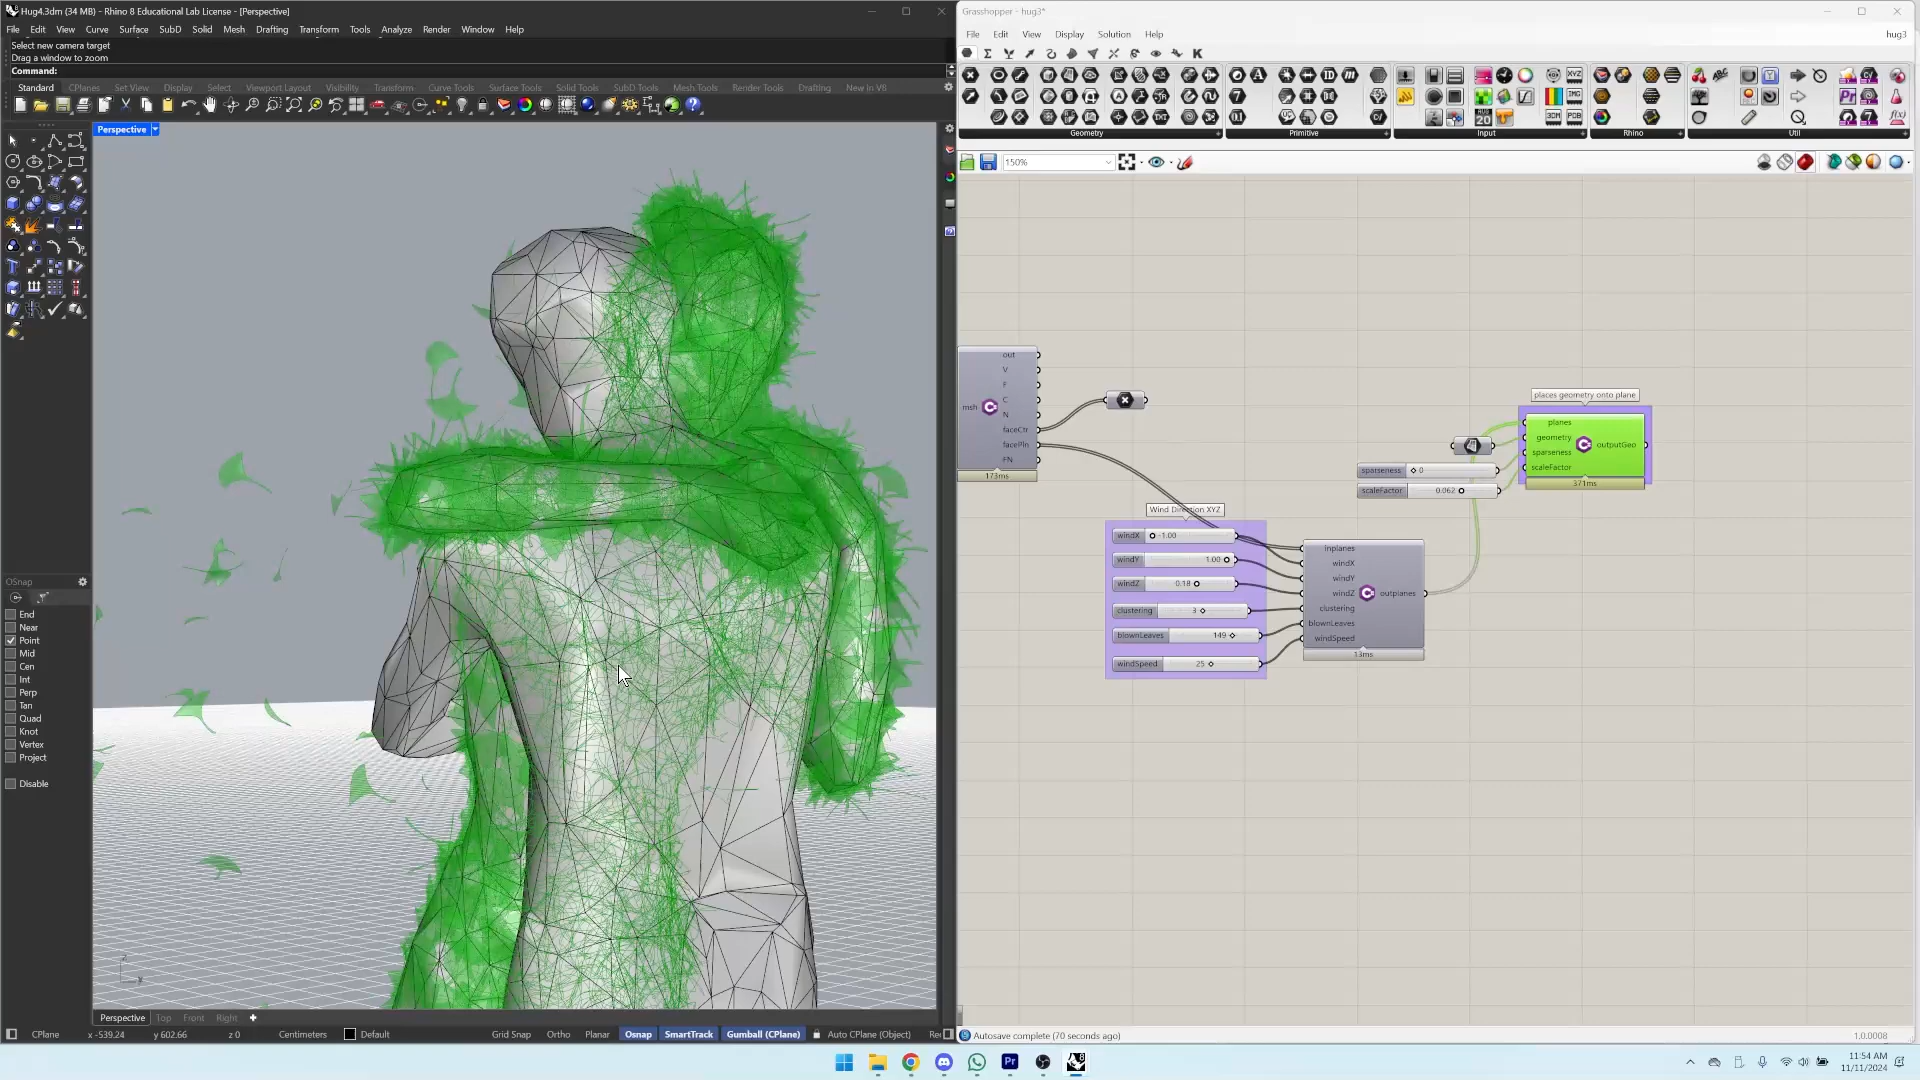 Hug4.3dm (34 MB) - Rhino 8 Educational Lab License - [Perspective]
File Edit View Curve Surface SubD Solid Mesh Drafting Transform Tools Analyze Render Window Help
Select new camera target
Drag a window to zoom
Command:
Standard CPlanes Set View Display Select Viewport Layout Visibility Transform Curve Tools Surface Tools Solid Tools SubD Tools Mesh Tools Render Tools Drafting New in V8
Perspective
OSnap
End
Near
Point
Mid
Cen
Int
Perp
Tan
Quad
Knot
Vertex
Project
Disable
Perspective Top Front Right
CPlane x -539.24 y 602.66 z 0 Centimeters Default Grid Snap Ortho Planar Osnap SmartTrack Gumball (CPlane) Auto CPlane (Object) Rec
Grasshopper - hug3*
File Edit View Display Solution Help hug3
Geometry Primitive Input Rhino Util
150%
msh
out
V
F
C
N
faceCtr
facePln
FN
173ms
places geometry onto plane
planes
geometry
sparseness
scaleFactor
outputGeo
371ms
sparseness 0
scaleFactor 0.062
Wind Direction XYZ
windX -1.00
windY 1.00
windZ 0.18
clustering 3
blownLeaves 149
windSpeed 25
inplanes
windX
windY
windZ
clustering
blownLeaves
windSpeed
outplanes
13ms
Autosave complete (70 seconds ago) 1.0.0008
11:54 AM
11/11/2024